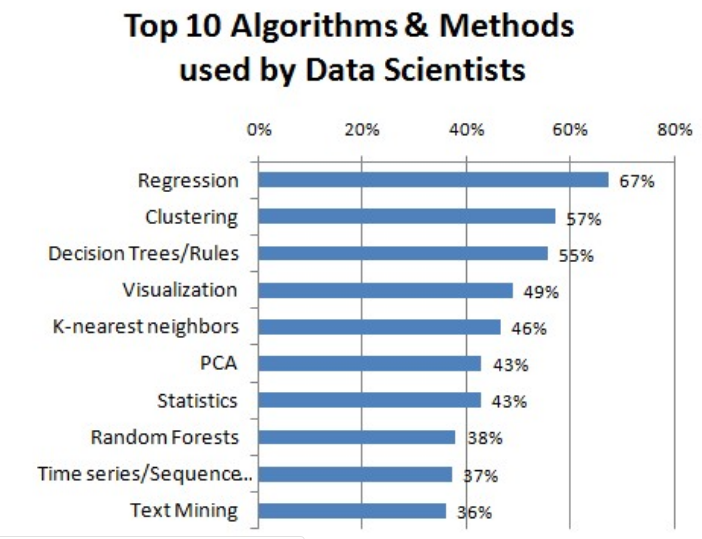 Top 10 Algorithms & Methods
used by Data Scientists
0% 20% 40% 60% 80%
Regression 67%
Clustering 57%
Decision Trees/Rules 55%
Visualization 49%
K-nearest neighbors 46%
PCA 43%
Statistics 43%
Random Forests 38%
Time series/Sequence... 37%
Text Mining 36%